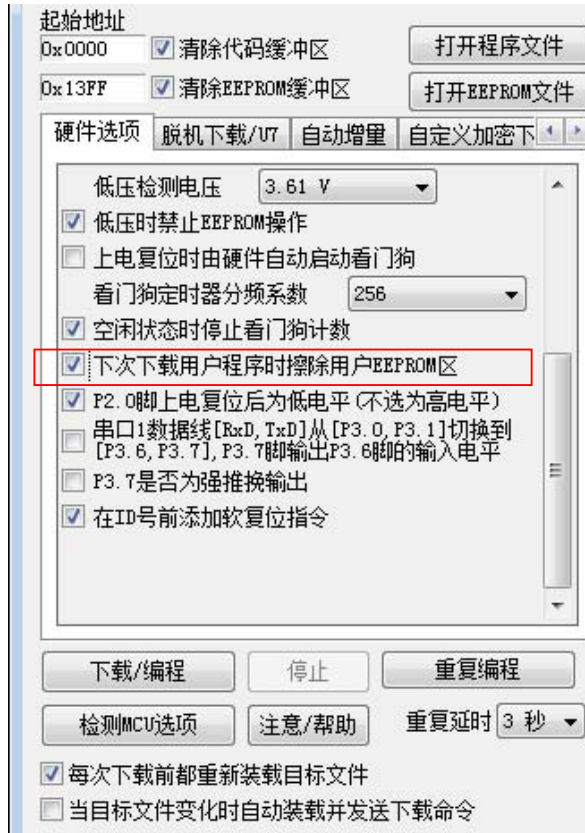 起始地址
0x0000 清除代码缓冲区 打开程序文件
0x13FF 清除EEPROM缓冲区 打开EEPROM文件
硬件选项 脱机下载/U7 自动增量 自定义加密下
低压检测电压 3.61 V
低压时禁止EEPROM操作
上电复位时由硬件自动启动看门狗
看门狗定时器分频系数 256
空闲状态时停止看门狗计数
下次下载用户程序时擦除用户EEPROM区
P2.0脚上电复位后为低电平(不选为高电平)
串口1数据线[RxD,TxD]从[P3.0,P3.1]切换到
[P3.6,P3.7],P3.7脚输出P3.6脚的输入电平
P3.7是否为强推挽输出
在ID号前添加软复位指令
下载/编程 停止 重复编程
检测MCU选项 注意/帮助 重复延时 3 秒
每次下载前都重新装载目标文件
当目标文件变化时自动装载并发送下载命令